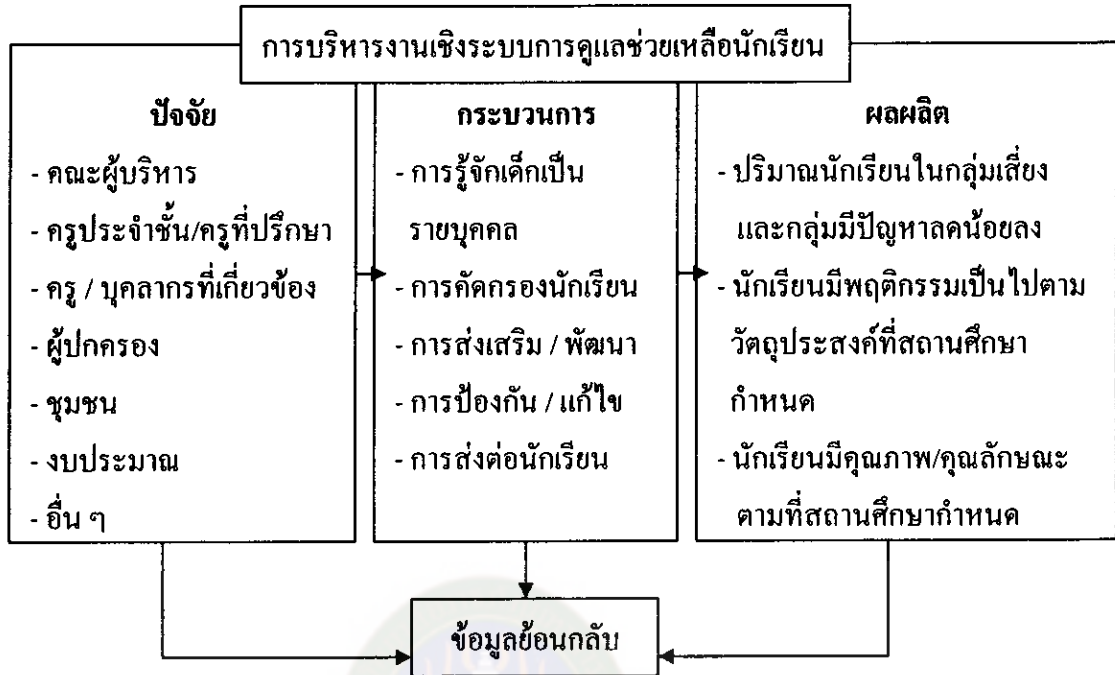 การบริหารงานเชิงระบบการดูแลช่วยเหลือนักเรียน
ปัจจัย
- คณะผู้บริหาร
- ครูประจำชั้น/ครูที่ปรึกษา
- ครู / บุคลากรที่เกี่ยวข้อง
- ผู้ปกครอง
- ชุมชน
- งบประมาณ
- อื่น ๆ
กระบวนการ
- การรู้จักเด็กเป็น
รายบุคคล
- การคัดกรองนักเรียน
- การส่งเสริม / พัฒนา
- การป้องกัน / แก้ไข
- การส่งต่อนักเรียน
ผลผลิต
- ปริมาณนักเรียนในกลุ่มเสี่ยง
และกลุ่มมีปัญหาลดน้อยลง
- นักเรียนมีพฤติกรรมเป็นไปตาม
วัตถุประสงค์ที่สถานศึกษา
กำหนด
- นักเรียนมีคุณภาพ/คุณลักษณะ
ตามที่สถานศึกษากำหนด
ข้อมูลย้อนกลับ